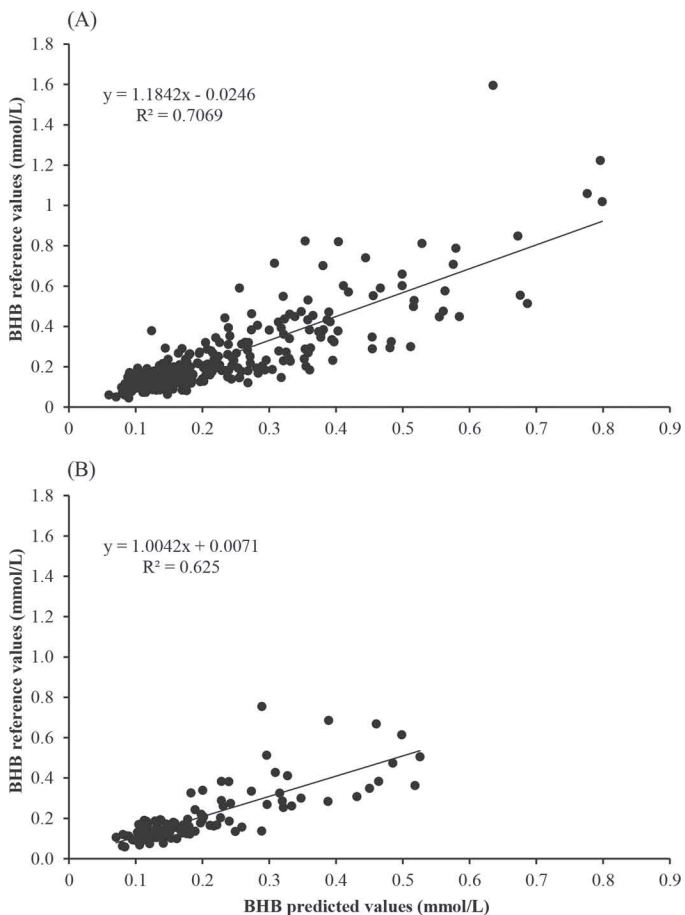 (A)
1.8
1.6
1.4
1.2
1
0.8
0.6
0.4
0.2
0
BHB reference values (mmol/L)
y = 1.1842x - 0.0246
R² = 0.7069
0 0.1 0.2 0.3 0.4 0.5 0.6 0.7 0.8 0.9
(B)
1.8
1.6
1.4
1.2
1.0
0.8
0.6
0.4
0.2
0.0
BHB reference values (mmol/L)
y = 1.0042x + 0.0071
R² = 0.625
0 0.1 0.2 0.3 0.4 0.5 0.6 0.7 0.8 0.9
BHB predicted values (mmol/L)